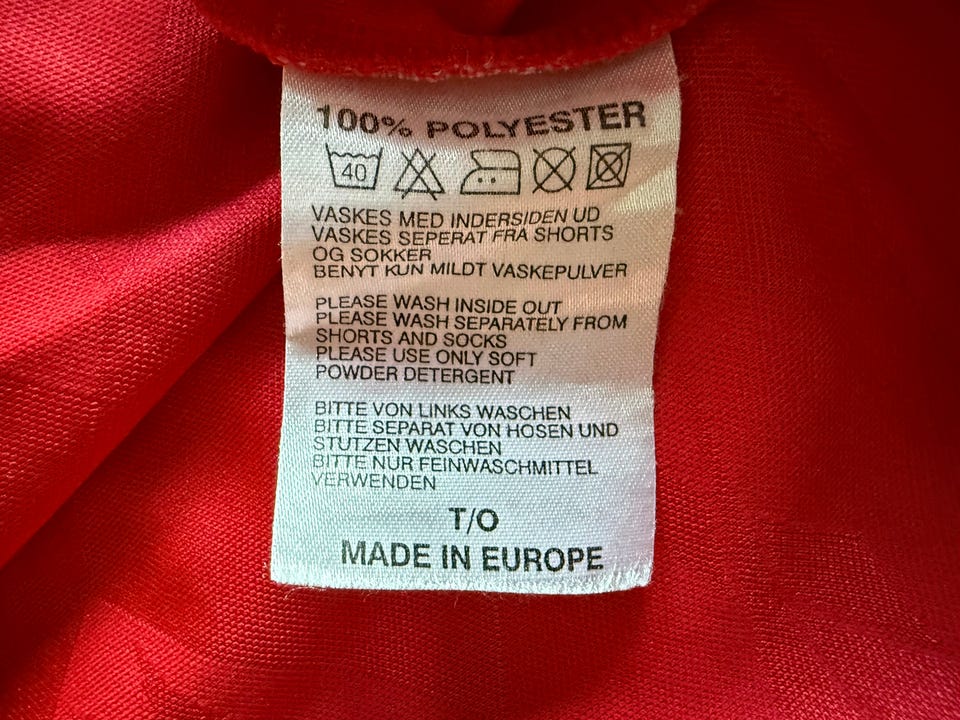 100% POLYESTER
40
VASKES MED INDERSIDEN UD
VASKES SEPERAT FRA SHORTS
OG SOKKER
BENYT KUN MILDT VASKEPULVER
PLEASE WASH INSIDE OUT
PLEASE WASH SEPARATELY FROM
SHORTS AND SOCKS
PLEASE USE ONLY SOFT
POWDER DETERGENT
BITTE VON LINKS WASCHEN
BITTE SEPARAT VON HOSEN UND
STUTZEN WASCHEN
BITTE NUR FEINWASCHMITTEL
VERWENDEN
T/O
MADE IN EUROPE